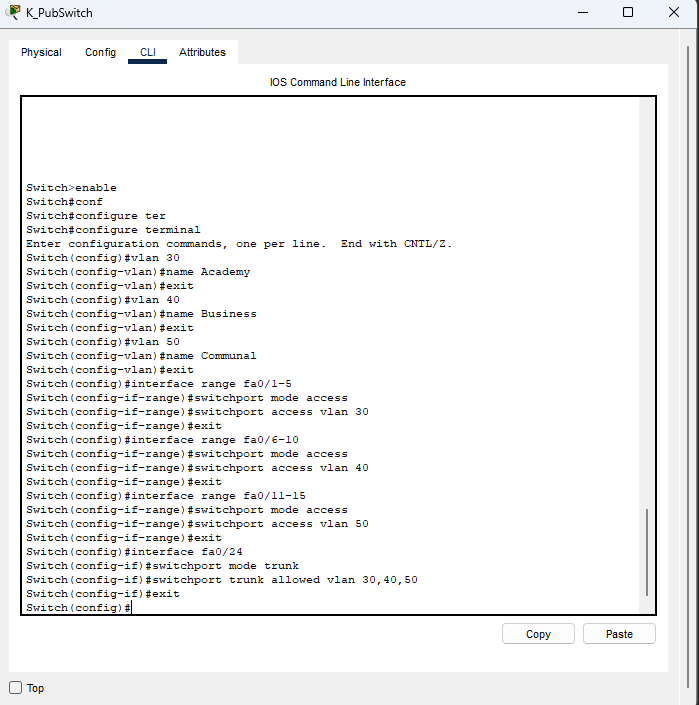 K_PubSwitch
Physical Config CLI Attributes
IOS Command Line Interface
Switch>enable
Switch#conf
Switch#configure ter
Switch#configure terminal
Enter configuration commands, one per line.  End with CNTL/Z.
Switch(config)#vlan 30
Switch(config-vlan)#name Academy
Switch(config-vlan)#exit
Switch(config)#vlan 40
Switch(config-vlan)#name Business
Switch(config-vlan)#exit
Switch(config)#vlan 50
Switch(config-vlan)#name Communal
Switch(config-vlan)#exit
Switch(config)#interface range fa0/1-5
Switch(config-if-range)#switchport mode access
Switch(config-if-range)#switchport access vlan 30
Switch(config-if-range)#exit
Switch(config)#interface range fa0/6-10
Switch(config-if-range)#switchport mode access
Switch(config-if-range)#switchport access vlan 40
Switch(config-if-range)#exit
Switch(config)#interface range fa0/11-15
Switch(config-if-range)#switchport mode access
Switch(config-if-range)#switchport access vlan 50
Switch(config-if-range)#exit
Switch(config)#interface fa0/24
Switch(config-if)#switchport mode trunk
Switch(config-if)#switchport trunk allowed vlan 30,40,50
Switch(config-if)#exit
Switch(config)#
Copy Paste
Top